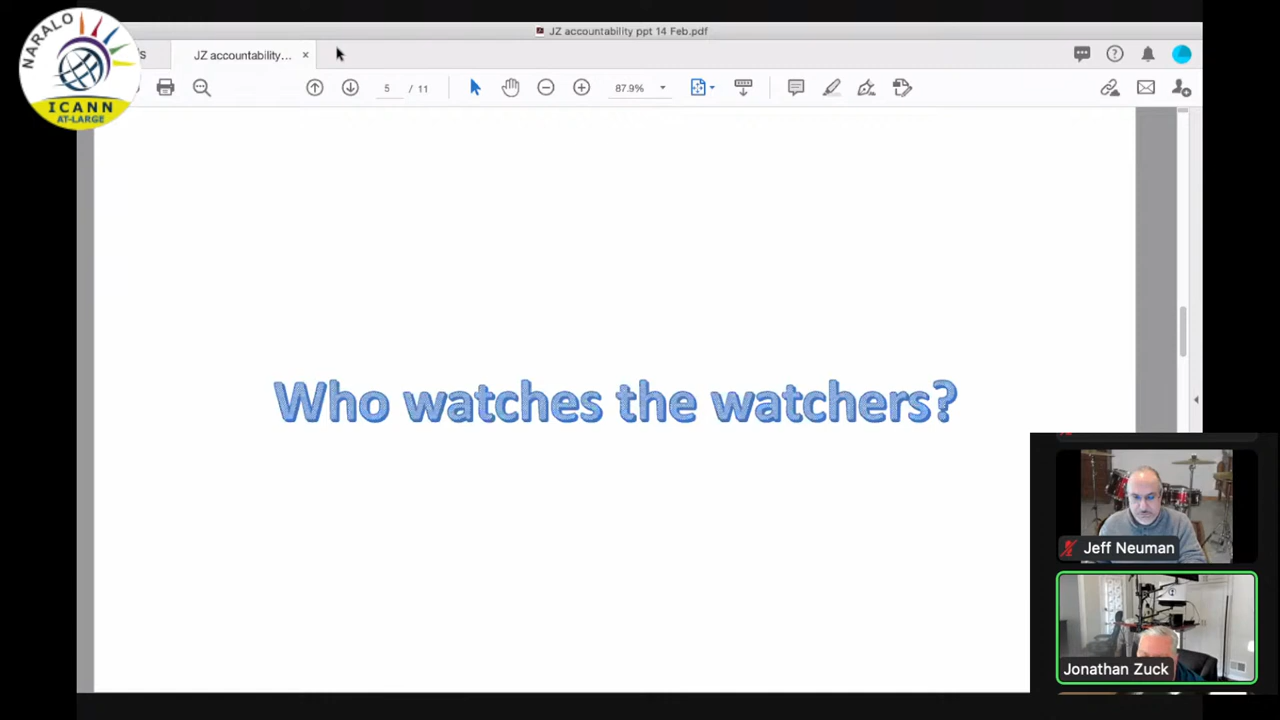 NARALO
ICANN
AT-LARGE
JZ accountability ppt 14 Feb.pdf
JZ accountability... ×
5 / 11
87.9%
Who watches the watchers?
Jeff Neuman
Jonathan Zuck